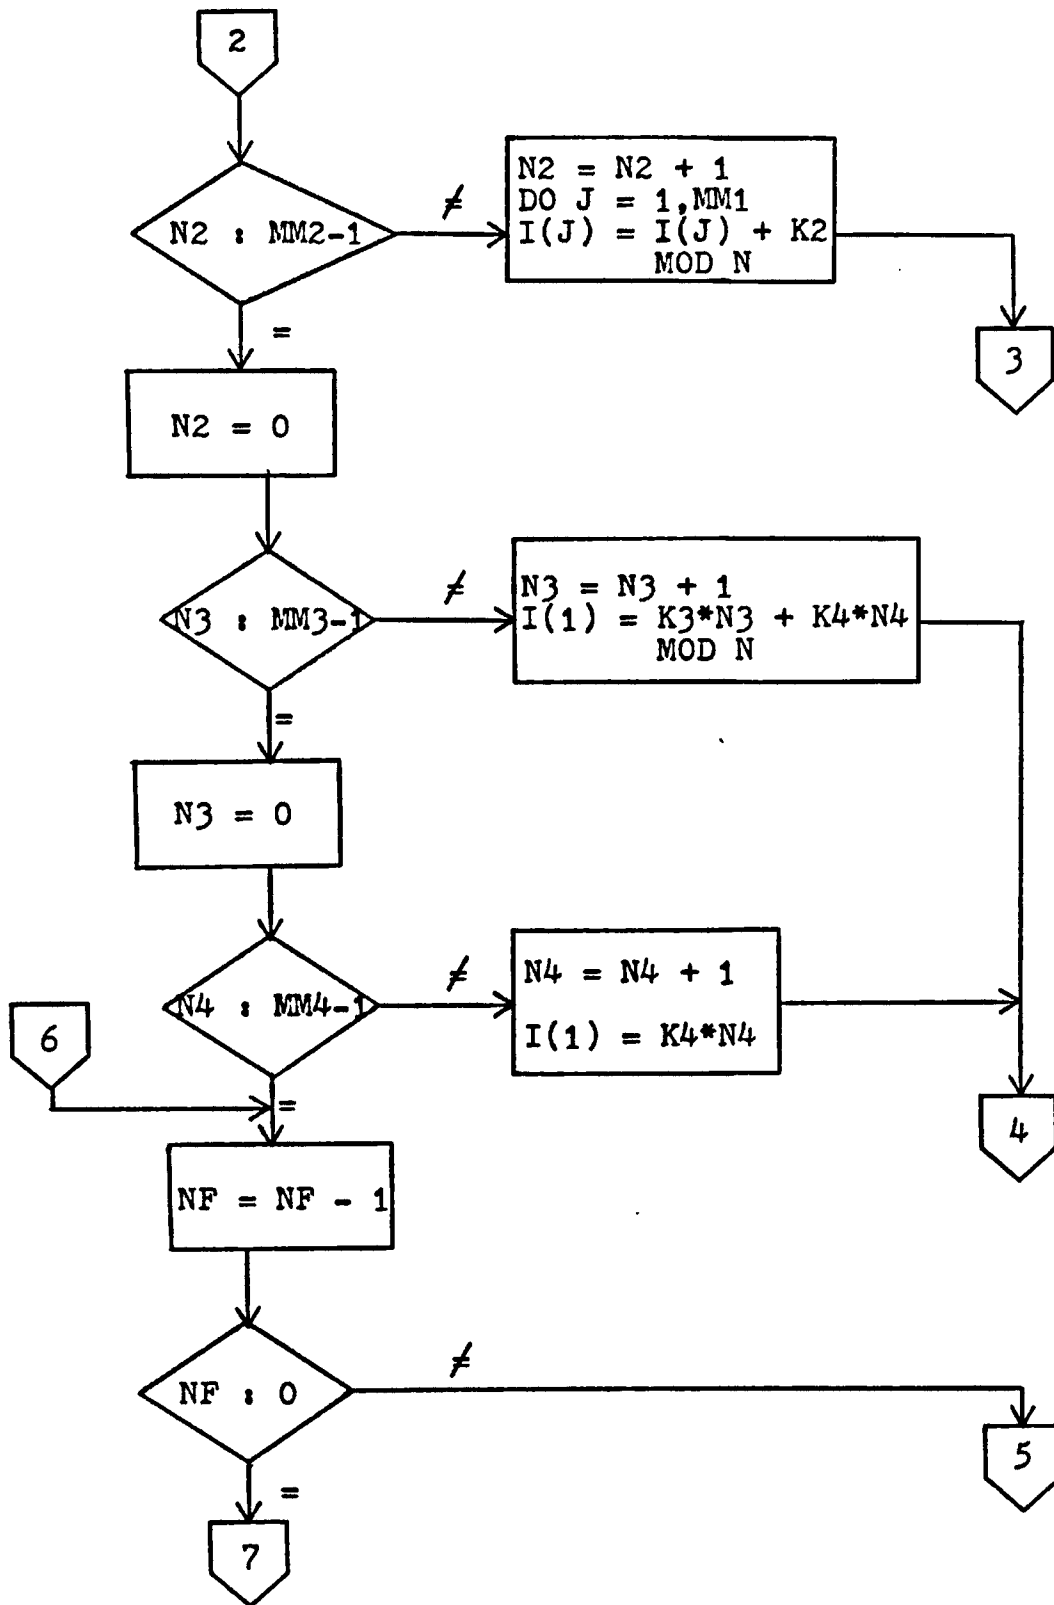 2
N2 : MM2-1
≠
N2 = N2 + 1
DO J = 1,MM1
I(J) = I(J) + K2
MOD N
=
3
N2 = 0
N3 : MM3-1
≠
N3 = N3 + 1
I(1) = K3*N3 + K4*N4
MOD N
=
N3 = 0
N4 : MM4-1
≠
N4 = N4 + 1
I(1) = K4*N4
6
=
4
NF = NF - 1
NF : 0
≠
5
=
7